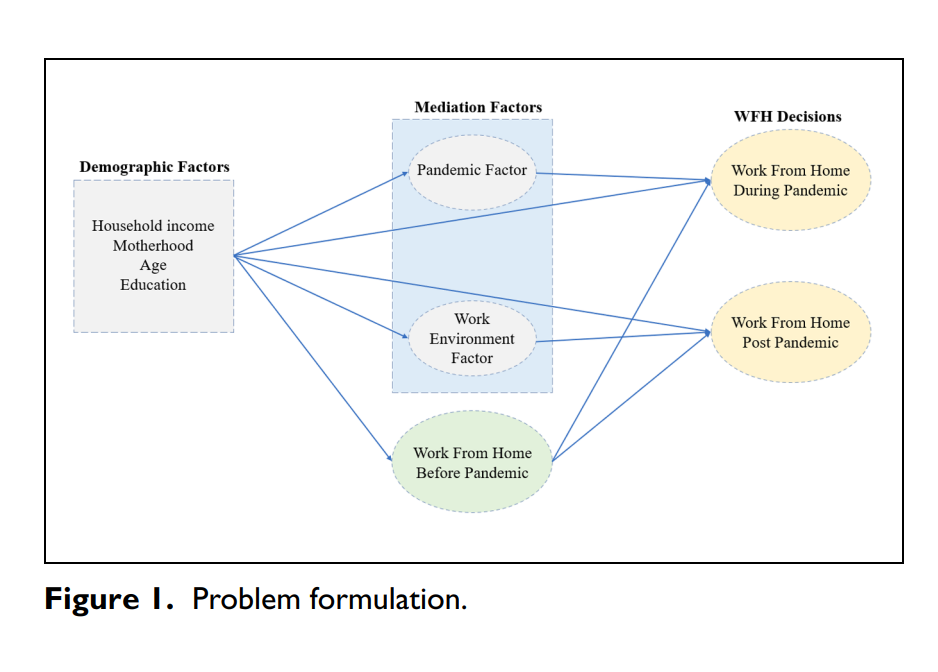 Demographic Factors
Household income
Motherhood
Age
Education
Mediation Factors
Pandemic Factor
Work
Environment
Factor
Work From Home
Before Pandemic
WFH Decisions
Work From Home
During Pandemic
Work From Home
Post Pandemic
Figure 1. Problem formulation.